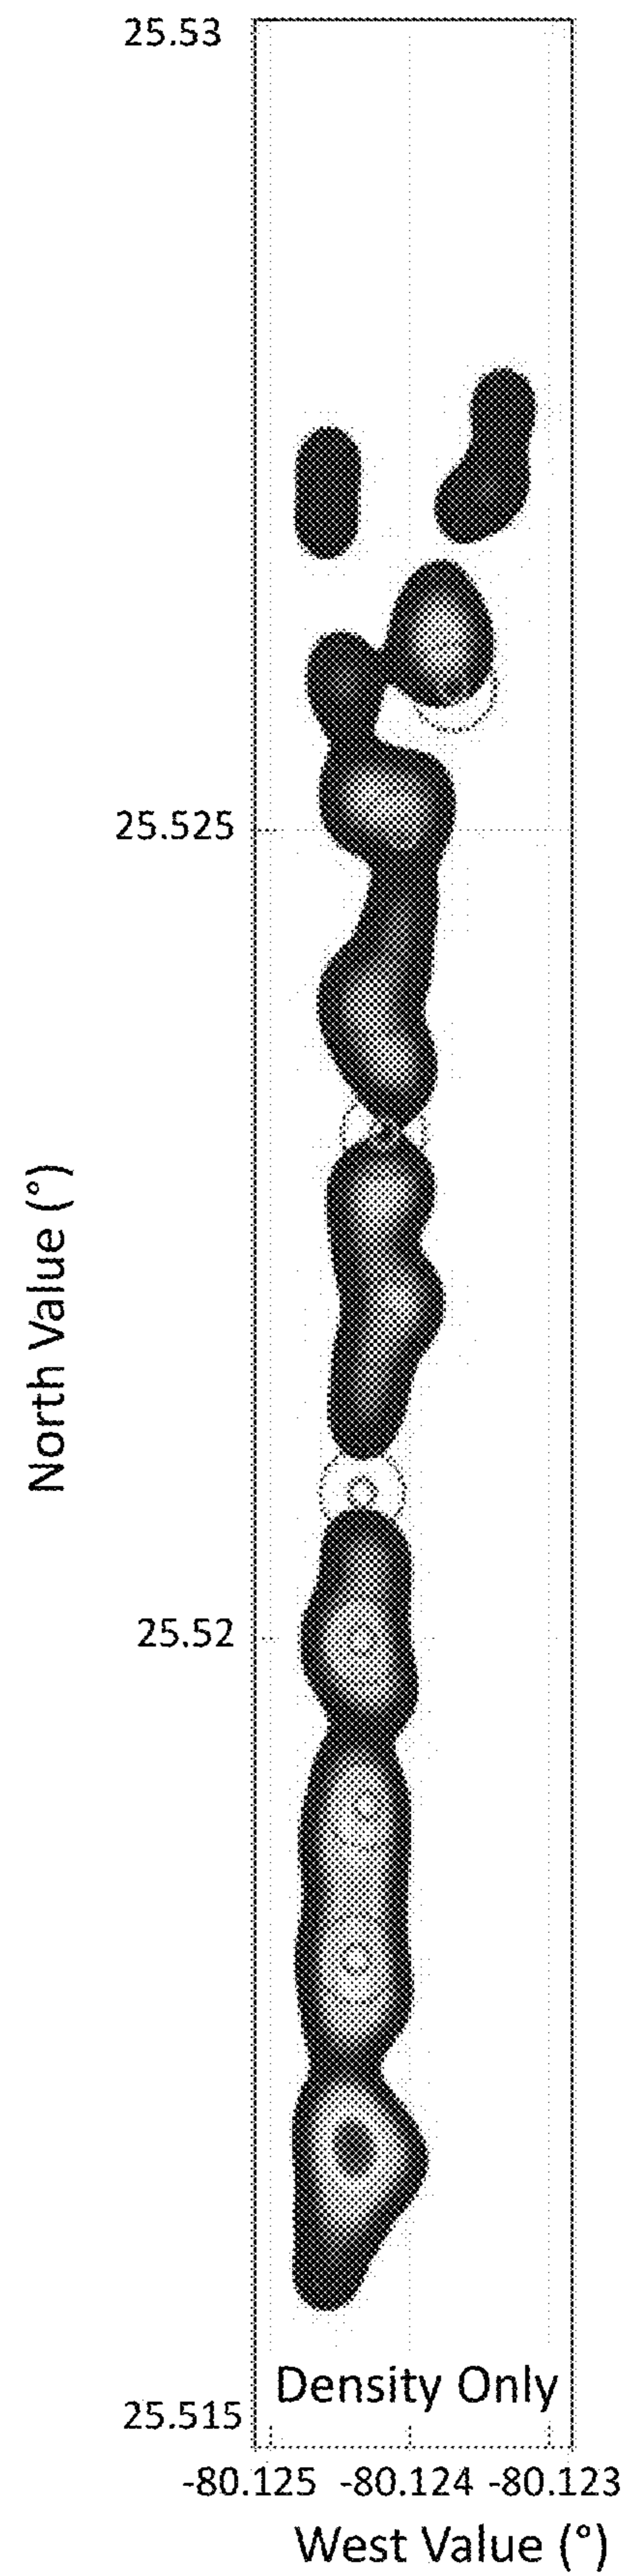 25.53
25.525
North Value (°)
25.52
Density Only
25.515
-80.125 -80.124 -80.123
West Value (°)